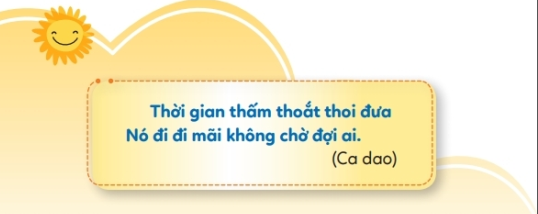 Thời gian thấm thoắt thoi đưa
Nó đi đi mãi không chờ đợi ai.
(Ca dao)